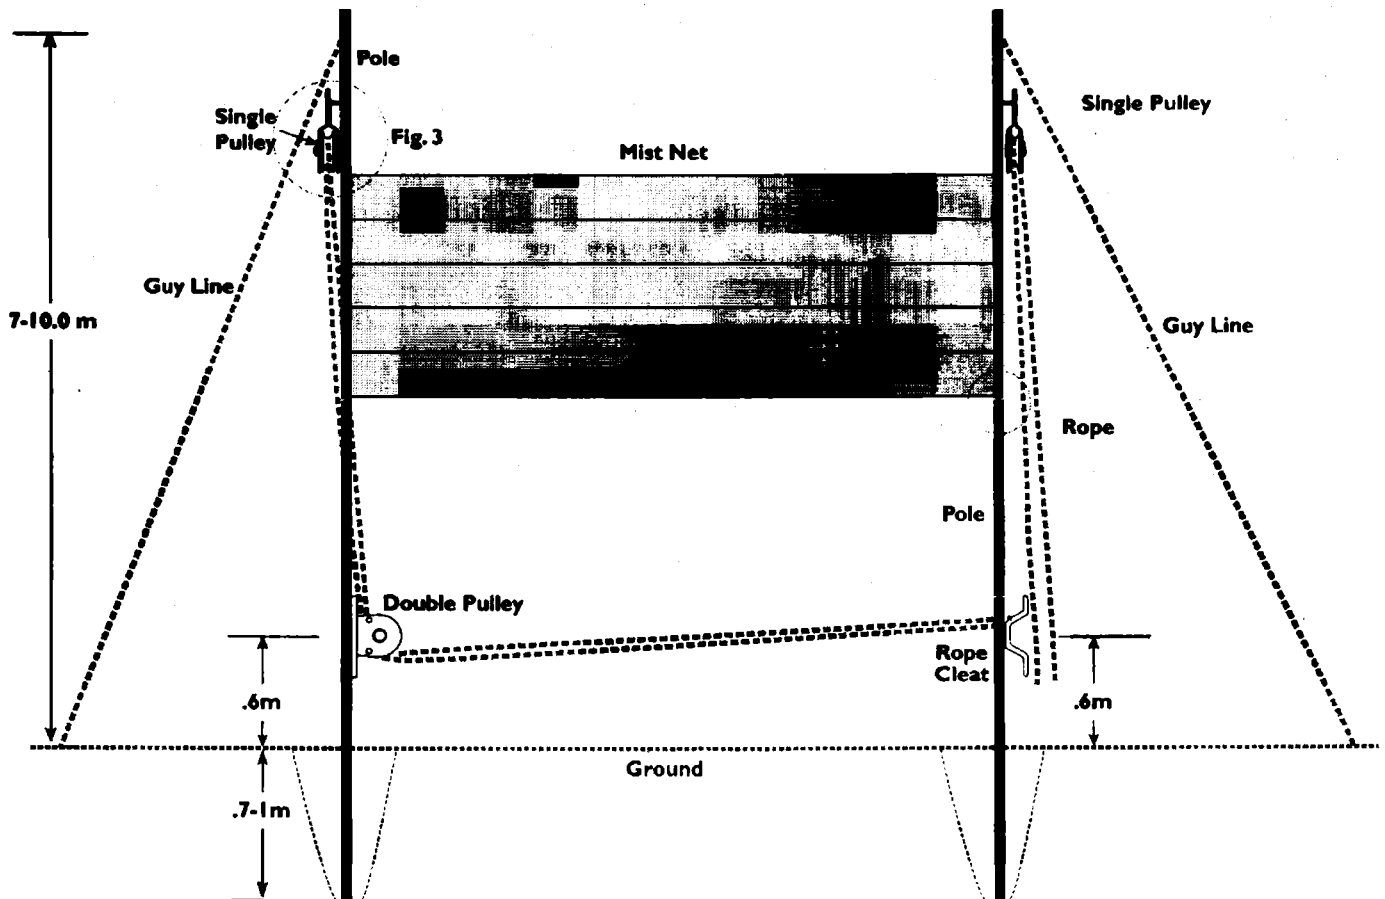 Pole
Single
Pulley
Fig. 3
Single Pulley
Mist Net
Guy Line
7-10.0 m
Guy Line
Rope
Pole
Double Pulley
Rope
Cleat
.6m
.6m
Ground
.7-1m